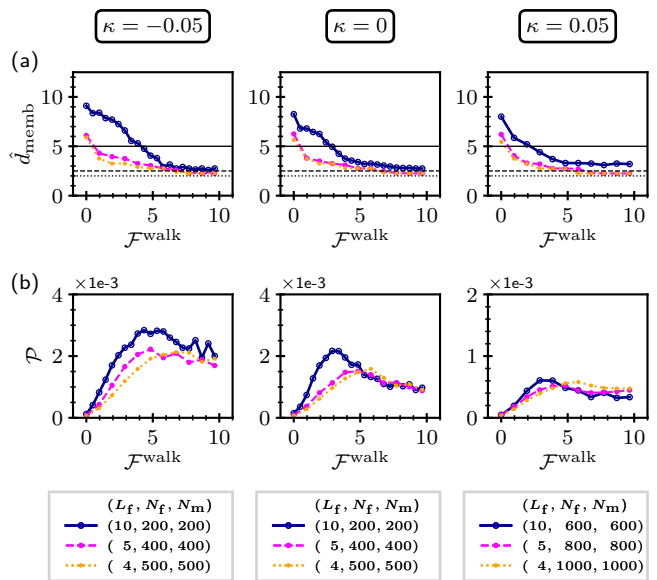 κ = −0.05 κ = 0 κ = 0.05
(a)
d̂memb
10 10 10
5 5 5
0 0 0
0 5 10 0 5 10 0 5 10
𝓕walk 𝓕walk 𝓕walk
(b)
×1e-3 ×1e-3 ×1e-3
𝒫
4 4 2
2 2 1
0 0 0
0 5 10 0 5 10 0 5 10
𝓕walk 𝓕walk 𝓕walk
(Lf, Nf, Nm) (Lf, Nf, Nm) (Lf, Nf, Nm)
(10, 200, 200) (10, 200, 200) (10, 600, 600)
( 5, 400, 400) ( 5, 400, 400) ( 5, 800, 800)
( 4, 500, 500) ( 4, 500, 500) ( 4, 1000, 1000)